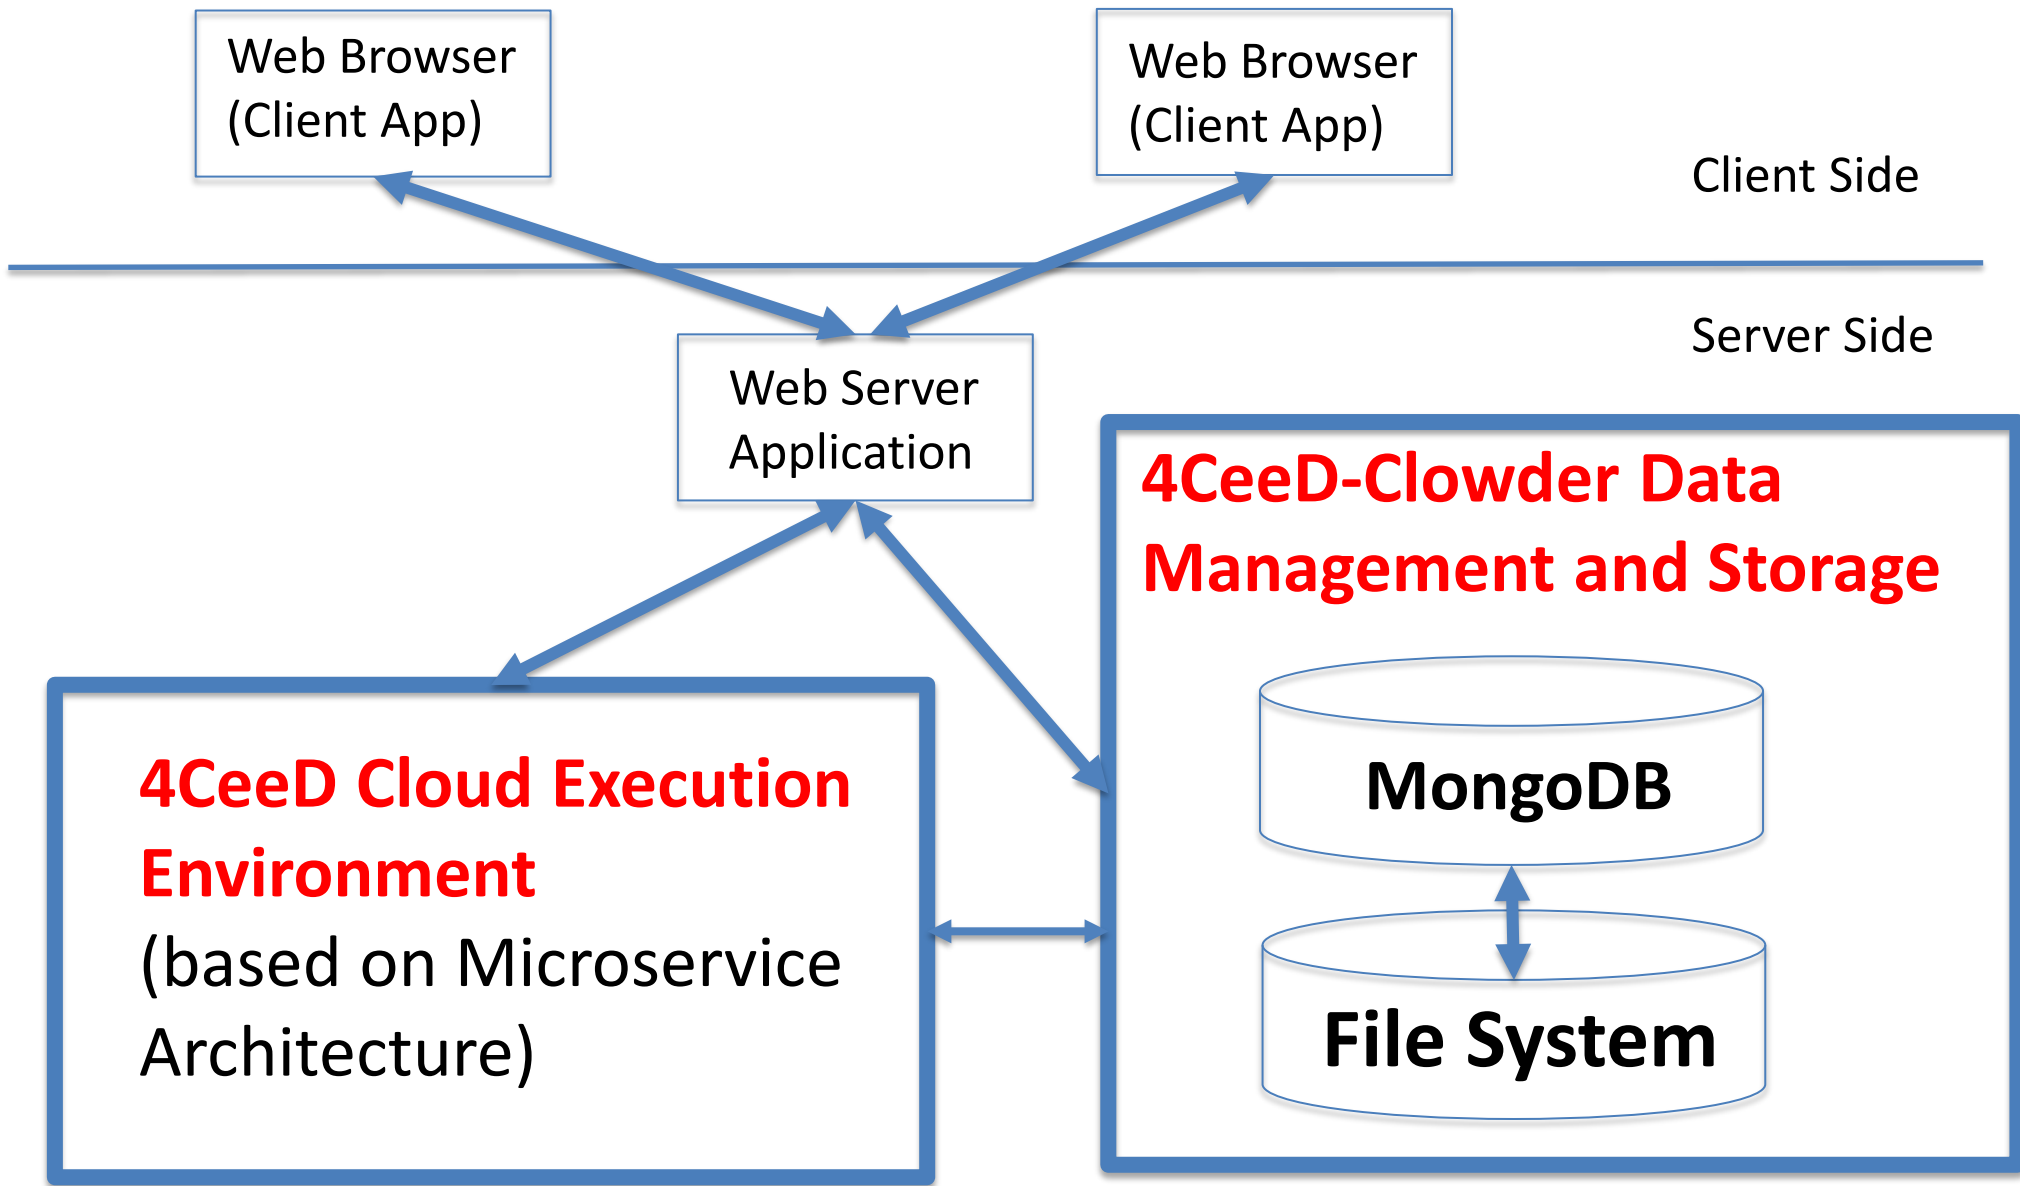 Web Browser
(Client App)
Web Browser
(Client App)
Client Side
Server Side
Web Server
Application
4CeeD-Clowder Data
Management and Storage
MongoDB
File System
4CeeD Cloud Execution
Environment
(based on Microservice
Architecture)